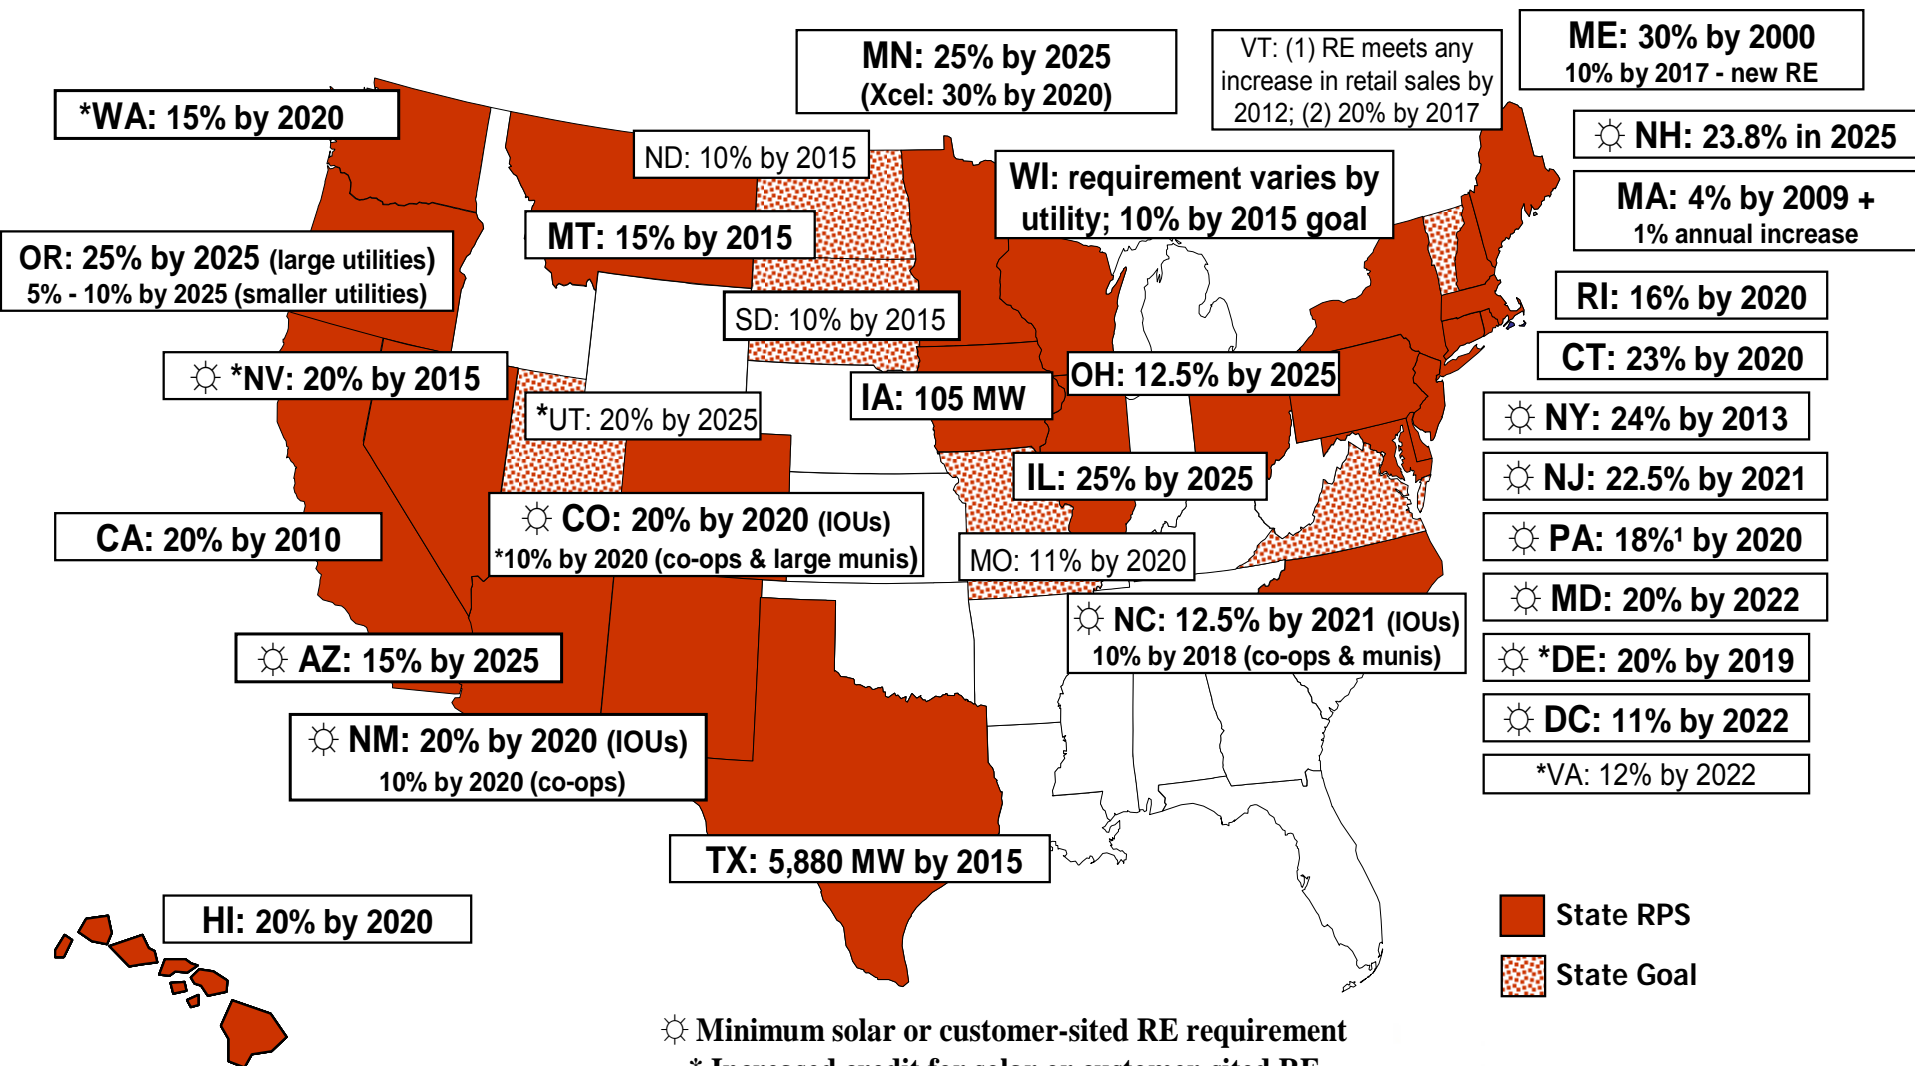 MN: 25% by 2025
(Xcel: 30% by 2020)
VT: (1) RE meets any
increase in retail sales by
2012; (2) 20% by 2017
ME: 30% by 2000
10% by 2017 - new RE
*WA: 15% by 2020
☼ NH: 23.8% in 2025
ND: 10% by 2015
WI: requirement varies by
utility; 10% by 2015 goal
MA: 4% by 2009 +
1% annual increase
MT: 15% by 2015
OR: 25% by 2025 (large utilities)
5% - 10% by 2025 (smaller utilities)
RI: 16% by 2020
SD: 10% by 2015
CT: 23% by 2020
☼ *NV: 20% by 2015
OH: 12.5% by 2025
IA: 105 MW
*UT: 20% by 2025
☼ NY: 24% by 2013
IL: 25% by 2025
☼ NJ: 22.5% by 2021
☼ CO: 20% by 2020 (IOUs)
*10% by 2020 (co-ops & large munis)
CA: 20% by 2010
☼ PA: 18%¹ by 2020
MO: 11% by 2020
☼ MD: 20% by 2022
☼ NC: 12.5% by 2021 (IOUs)
10% by 2018 (co-ops & munis)
☼ AZ: 15% by 2025
☼ *DE: 20% by 2019
☼ DC: 11% by 2022
☼ NM: 20% by 2020 (IOUs)
10% by 2020 (co-ops)
*VA: 12% by 2022
TX: 5,880 MW by 2015
HI: 20% by 2020
State RPS
State Goal
☼ Minimum solar or customer-sited RE requirement
* Increased credit for solar or customer-sited RE